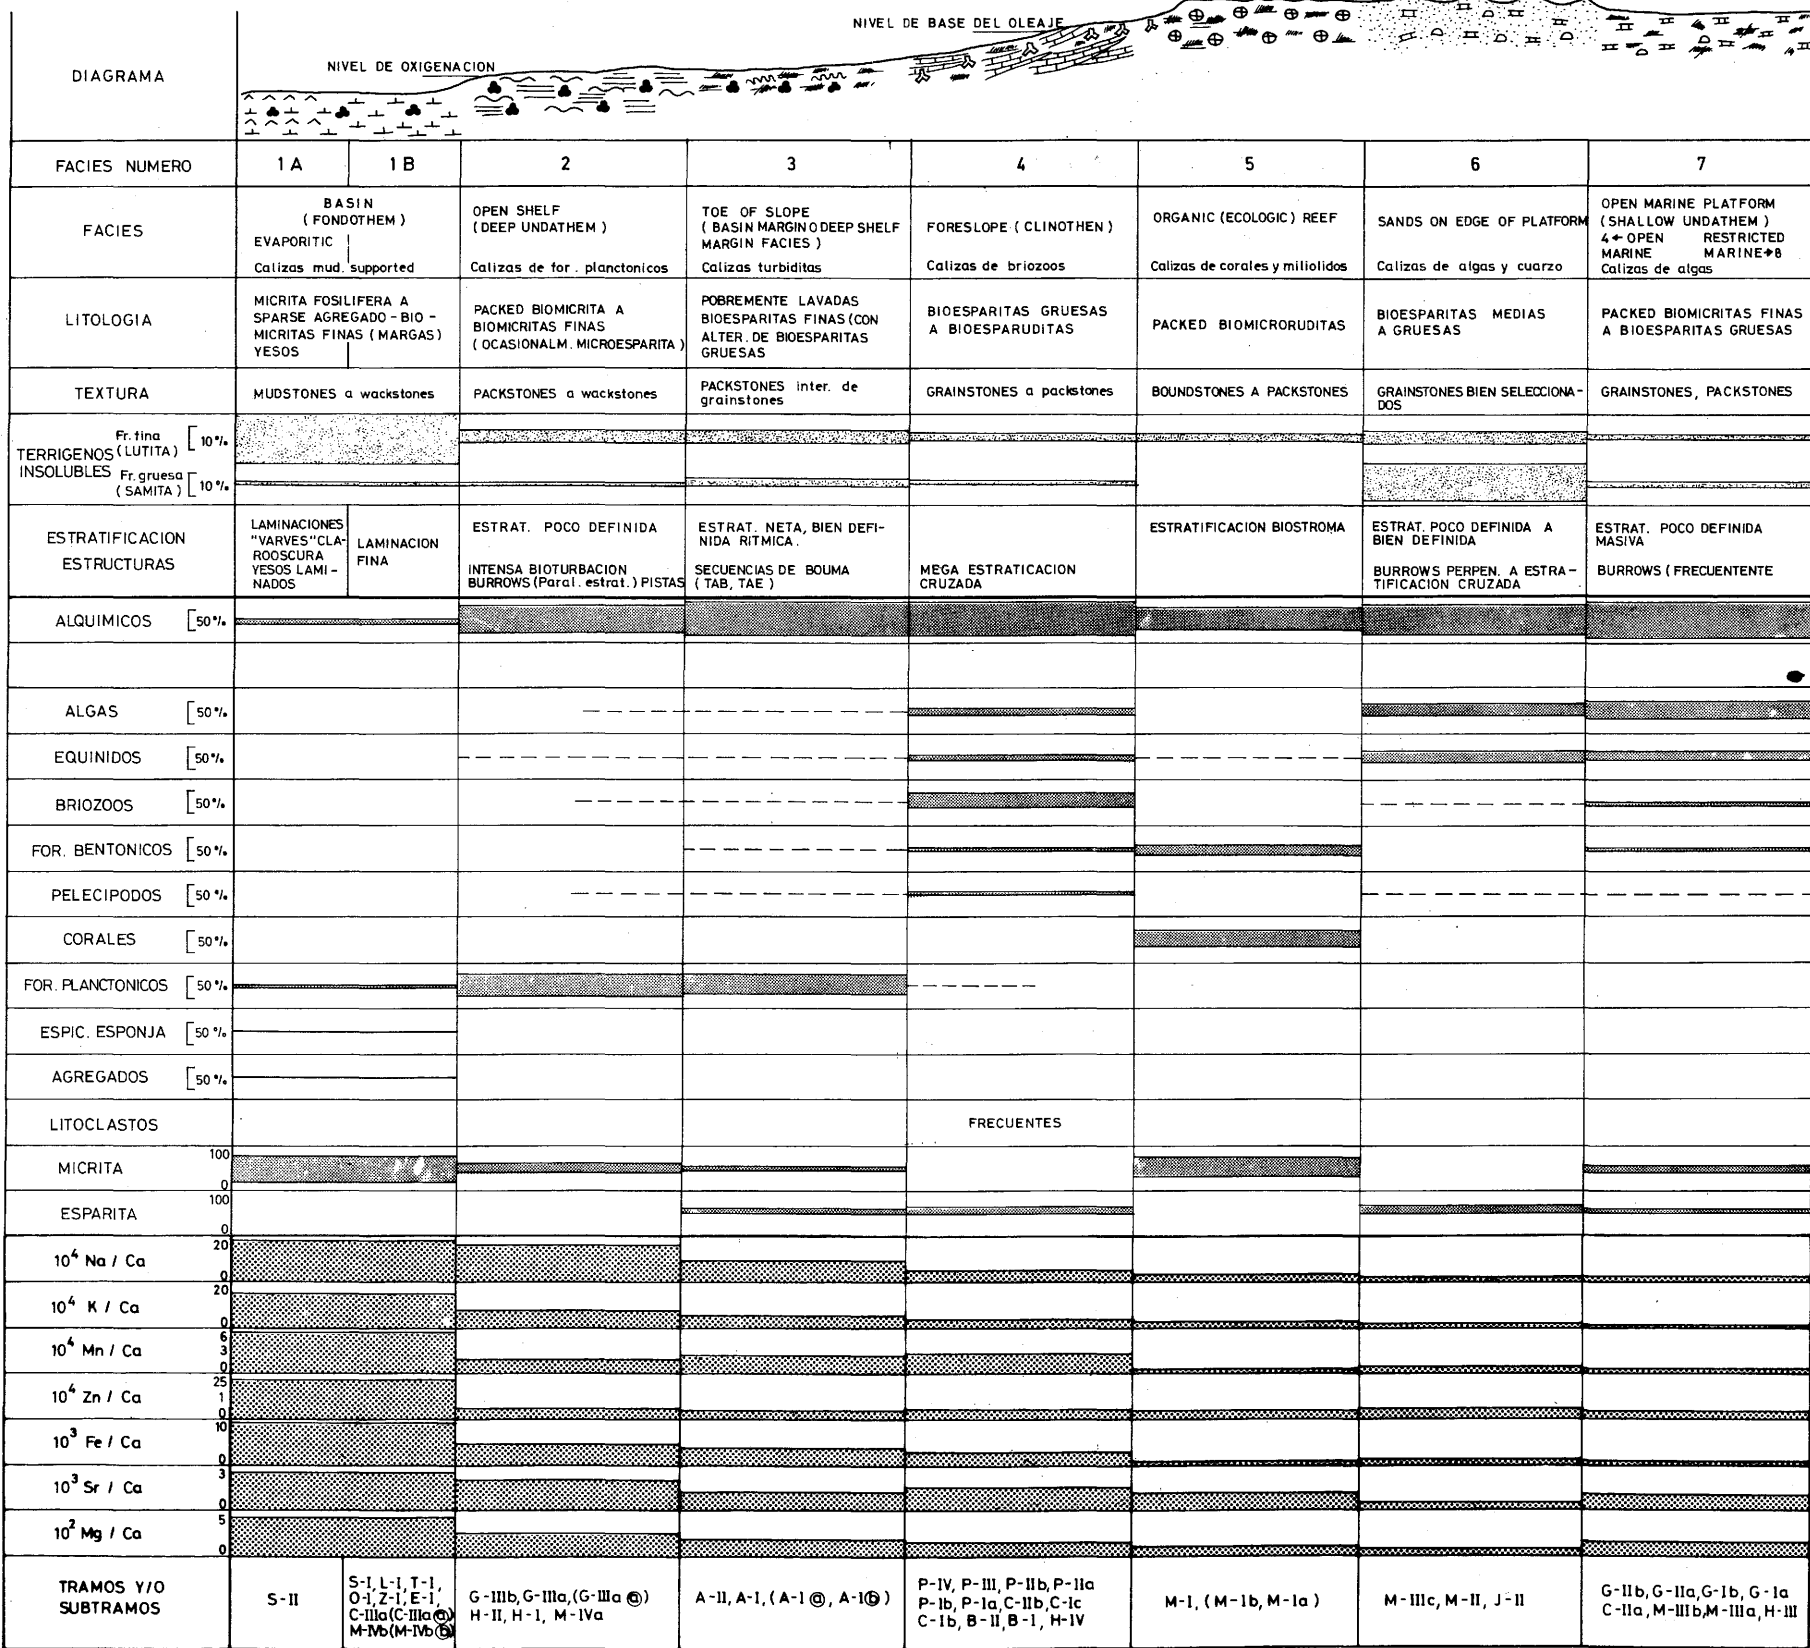 NIVEL DE BASE DEL OLEAJE
NIVEL DE OXIGENACION
DIAGRAMA
FACIES NUMERO
1 A
1 B
2
3
4
5
6
7
FACIES
BASIN
( FONDOTHEM )
EVAPORITIC
Calizas mud. supported
OPEN SHELF
( DEEP UNDATHEM )
Calizas de for. planctonicos
TOE OF SLOPE
( BASIN MARGIN O DEEP SHELF
MARGIN FACIES )
Calizas turbiditas
FORESLOPE ( CLINOTHEN )
Calizas de briozoos
ORGANIC (ECOLOGIC) REEF
Calizas de corales y miliolidos
SANDS ON EDGE OF PLATFORM
Calizas de algas y cuarzo
OPEN MARINE PLATFORM
(SHALLOW UNDATHEM )
4← OPEN RESTRICTED
MARINE MARINE→8
Calizas de algas
LITOLOGIA
MICRITA FOSILIFERA A
SPARSE AGREGADO - BIO -
MICRITAS FINAS ( MARGAS)
YESOS
PACKED BIOMICRITA A
BIOMICRITAS FINAS
( OCASIONALM. MICROESPARITA )
POBREMENTE LAVADAS
BIOESPARITAS FINAS (CON
ALTER. DE BIOESPARITAS
GRUESAS
BIOESPARITAS GRUESAS
A BIOESPARUDITAS
PACKED BIOMICRORUDITAS
BIOESPARITAS MEDIAS
A GRUESAS
PACKED BIOMICRITAS FINAS
A BIOESPARITAS GRUESAS
TEXTURA
MUDSTONES a wackstones
PACKSTONES a wackstones
PACKSTONES inter. de
grainstones
GRAINSTONES a packstones
BOUNDSTONES A PACKSTONES
GRAINSTONES BIEN SELECCIONA-
DOS
GRAINSTONES, PACKSTONES
TERRIGENOS
INSOLUBLES
Fr. fina
(LUTITA)
10 %.
Fr. gruesa
( SAMITA )
10 %.
ESTRATIFICACION
ESTRUCTURAS
LAMINACIONES
"VARVES" CLA-
ROOSCURA
YESOS LAMI -
NADOS
LAMINACION
FINA
ESTRAT. POCO DEFINIDA
INTENSA BIOTURBACION
BURROWS (Paral. estrat.) PISTAS
ESTRAT. NETA, BIEN DEFI-
NIDA RITMICA.
SECUENCIAS DE BOUMA
( TAB, TAE )
MEGA ESTRATICACION
CRUZADA
ESTRATIFICACION BIOSTROMA
ESTRAT. POCO DEFINIDA A
BIEN DEFINIDA
BURROWS PERPEN. A ESTRA-
TIFICACION CRUZADA
ESTRAT. POCO DEFINIDA
MASIVA
BURROWS ( FRECUENTENTE
ALQUIMICOS 50 %.
ALGAS 50 %.
EQUINIDOS 50 %.
BRIOZOOS 50 %.
FOR. BENTONICOS 50 %.
PELECIPODOS 50 %.
CORALES 50 %.
FOR. PLANCTONICOS 50 %.
ESPIC. ESPONJA 50 %.
AGREGADOS 50 %.
LITOCLASTOS
FRECUENTES
MICRITA 100 0
ESPARITA 100 0
10⁴ Na / Ca 20 0
10⁴ K / Ca 20 0
10⁴ Mn / Ca 6 3 0
10⁴ Zn / Ca 25 1 0
10³ Fe / Ca 10 0
10³ Sr / Ca 3 0
10² Mg / Ca 5 0
TRAMOS Y/O
SUBTRAMOS
S-II
S-I, L-I, T-I,
O-I, Z-I, (E-I,
C-IIIa (C-IIIa ⓐ)
M-IVb (M-IVb ⓑ)
G-IIIb, G-IIIa, (G-IIIa ⓐ)
H-II, H-I, M-IVa
A-II, A-I, (A-I ⓐ, A-I ⓑ )
P-IV, P-III, P-IIb, P-IIa
P-Ib, P-Ia, C-IIb, C-Ic
C-Ib, B-II, B-I, H-IV
M-I, ( M-Ib, M-Ia )
M-IIIc, M-II, J-II
G-IIb, G-IIa, G-Ib, G-Ia
C-IIa, M-IIIb, M-IIIa, H-III